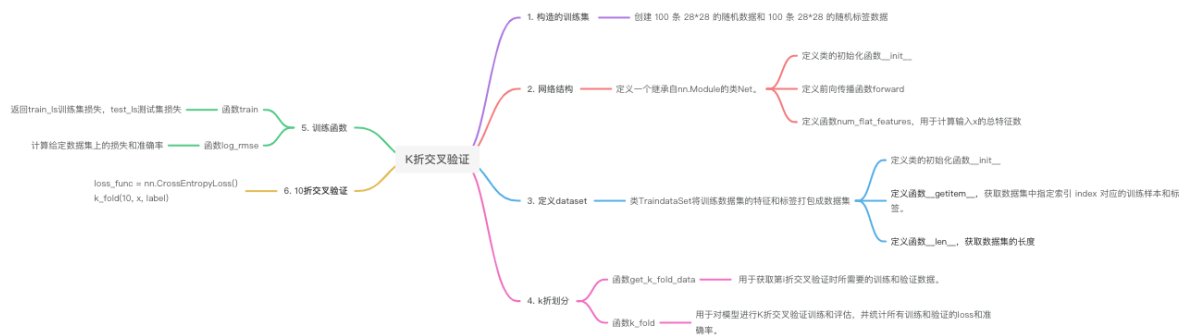 K折交叉验证
1. 构造的训练集
创建 100 条 28*28 的随机数据和 100 条 28*28 的随机标签数据
2. 网络结构
定义一个继承自nn.Module的类Net。
定义类的初始化函数__init__
定义前向传播函数forward
定义函数num_flat_features，用于计算输入x的总特征数
3. 定义dataset
类TraindataSet将训练数据集的特征和标签打包成数据集
定义类的初始化函数__init__
定义函数__getitem__，获取数据集中指定索引 index 对应的训练样本和标
签。
定义函数__len__，获取数据集的长度
4. k折划分
函数get_k_fold_data
用于获取第i折交叉验证时所需要的训练和验证数据。
函数k_fold
用于对模型进行K折交叉验证训练和评估，并统计所有训练和验证的loss和准
确率。
5. 训练函数
函数train
返回train_ls训练集损失，test_ls测试集损失
函数log_rmse
计算给定数据集上的损失和准确率
6. 10折交叉验证
loss_func = nn.CrossEntropyLoss()
k_fold(10, x, label)